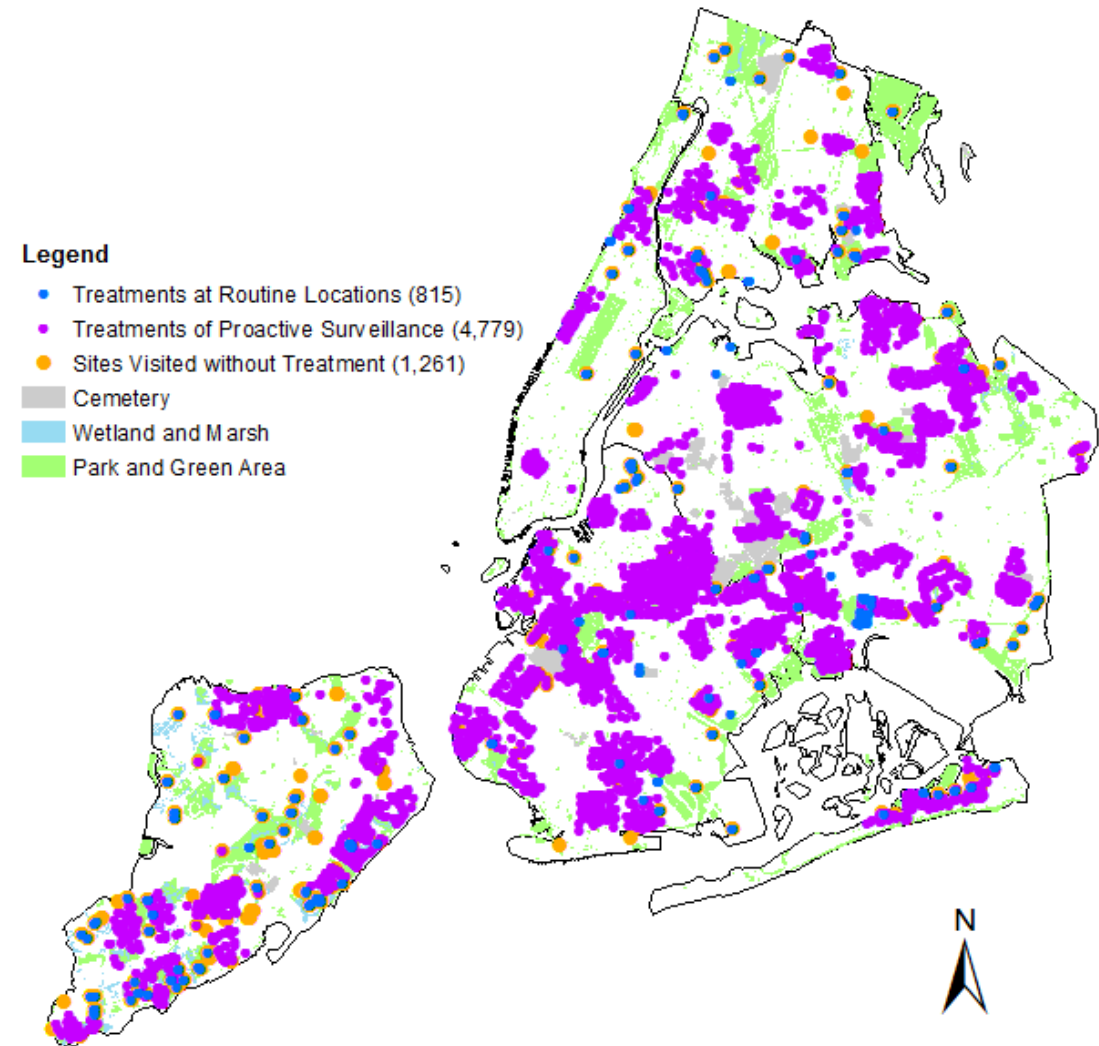 Legend
Treatments at Routine Locations (815)
Treatments of Proactive Surveillance (4,779)
Sites Visited without Treatment (1,261)
Cemetery
Wetland and Marsh
Park and Green Area
N